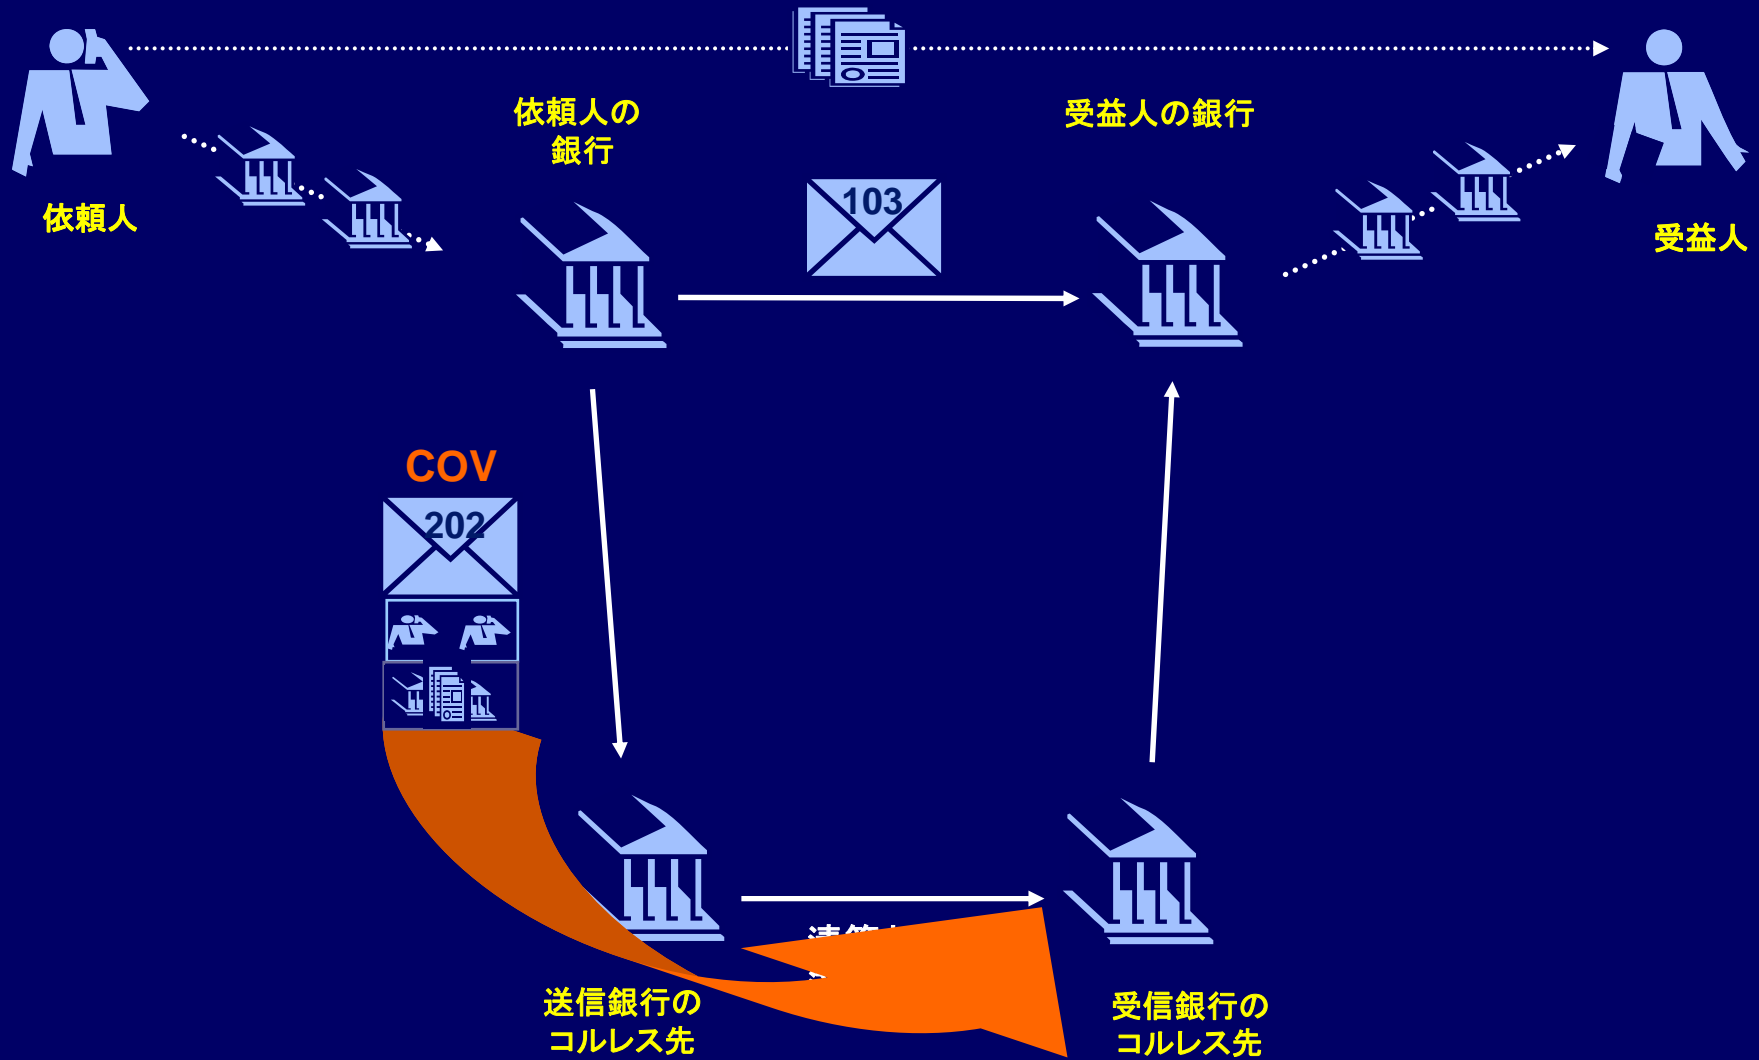 依頼人の
銀行
受益人の銀行
103
依頼人
受益人
COV
202
送信銀行の
コルレス先
受信銀行の
コルレス先